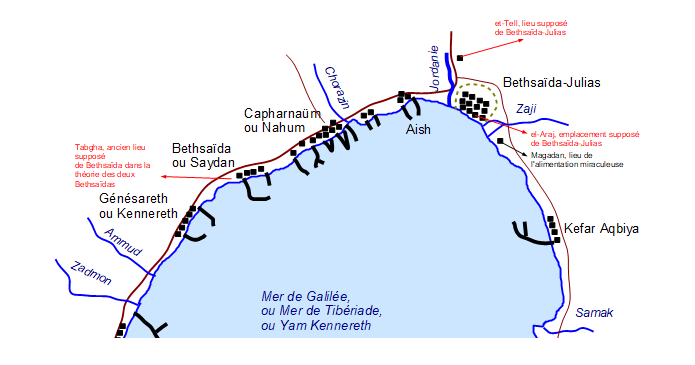 et-Tell, lieu supposé
de Bethsaïda-Julias
Jordanie
Chorazin
Bethsaïda-Julias
Zaji
Capharnaüm
ou Nahum
Aish
el-Araj, emplacement supposé
de Bethsaïda-Julias
Magadan, lieu de
l'alimentation miraculeuse
Tabgha, ancien lieu
supposé
de Bethsaïda dans la
théorie des deux
Bethsaïdas
Bethsaïda
ou Saydan
Génésareth
ou Kennereth
Ammud
Zadmon
Kefar Aqbiya
Mer de Galilée,
ou Mer de Tibériade,
ou Yam Kennereth
Samak